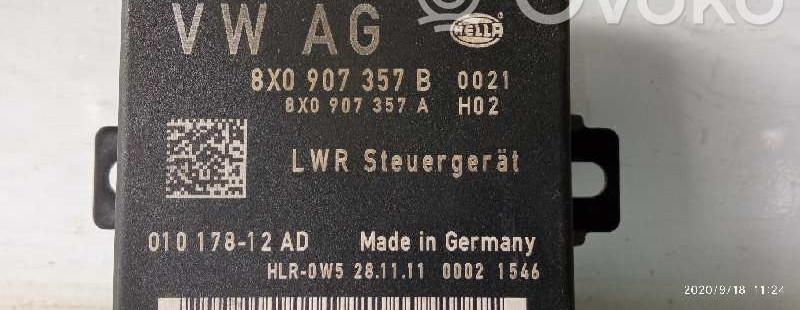 Ovoko
VW AG HELLA
8X0 907 357 B 0021
8X0 907 357 A H02
LWR Steuergerät
010 178-12 AD Made in Germany
HLR-0W5 28.11.11 0002 1546
2020/9/18 11:24